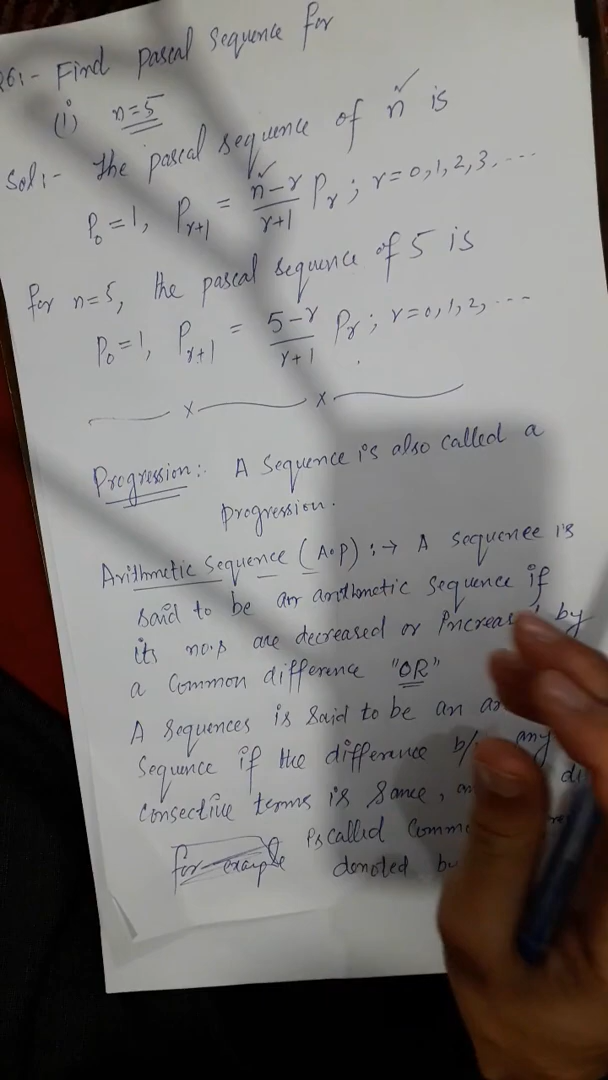 Q6:- Find pascal sequence for
(i) n=5
Sol:- the pascal sequence of n is
P₀=1, Pᵣ₊₁ = (n-r)/(r+1) Pᵣ ; r=0,1,2,3,....
for n=5, the pascal sequence of 5 is
P₀=1, Pᵣ₊₁ = (5-r)/(r+1) Pᵣ ; r=0,1,2,....
Progression:- A sequence is also called a
progression.
Arithmetic sequence (A.P) :→ A sequence is
said to be an arithmetic sequence if
its no,s are decreased or increas by
a common difference "OR"
A sequences is said to be an a
sequence if the difference b/ any
consective terms is same, an di
is called Comm
for example denoted b